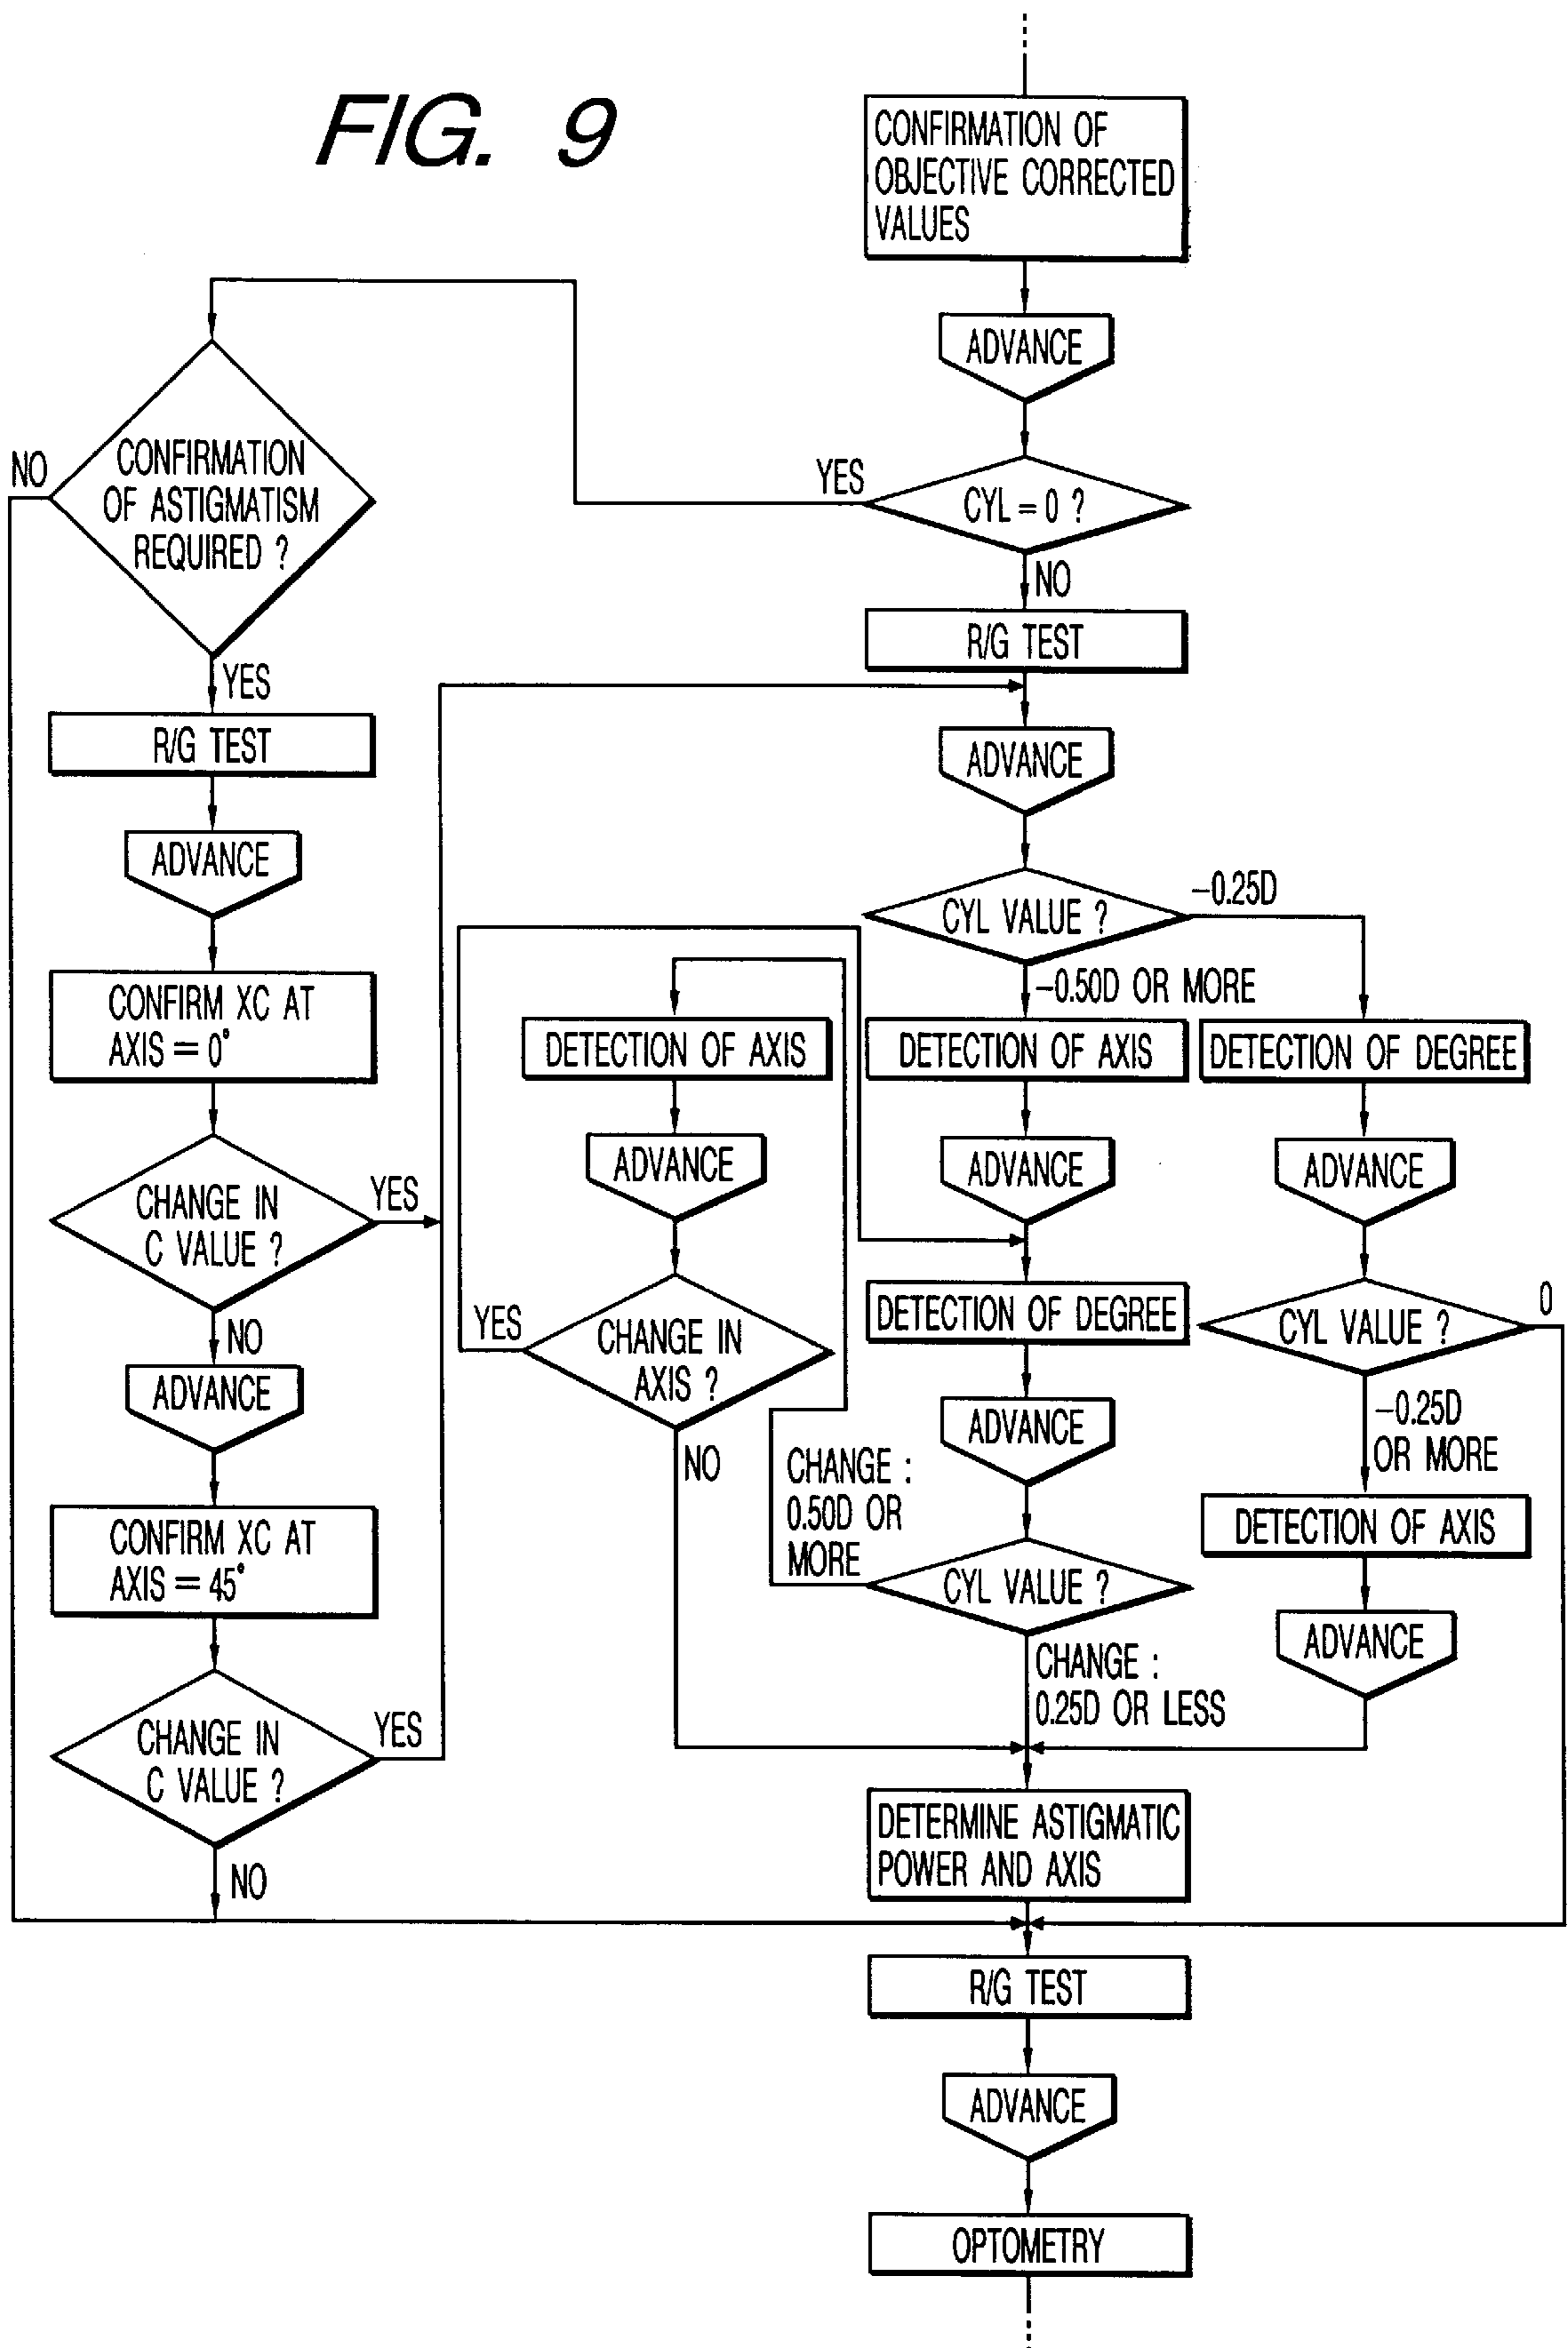 FIG. 9
CONFIRMATION OF
OBJECTIVE CORRECTED
VALUES
ADVANCE
CYL = 0 ?
YES
NO
CONFIRMATION
OF ASTIGMATISM
REQUIRED ?
NO
YES
R/G TEST
ADVANCE
CONFIRM XC AT
AXIS = 0°
CHANGE IN
C VALUE ?
YES
NO
ADVANCE
CONFIRM XC AT
AXIS = 45°
CHANGE IN
C VALUE ?
YES
NO
R/G TEST
ADVANCE
CYL VALUE ?
−0.25D
−0.50D OR MORE
DETECTION OF AXIS
ADVANCE
CHANGE IN
AXIS ?
YES
NO
DETECTION OF AXIS
ADVANCE
DETECTION OF DEGREE
ADVANCE
CYL VALUE ?
CHANGE :
0.50D OR
MORE
CHANGE :
0.25D OR LESS
DETECTION OF DEGREE
ADVANCE
CYL VALUE ?
0
−0.25D
OR MORE
DETECTION OF AXIS
ADVANCE
DETERMINE ASTIGMATIC
POWER AND AXIS
R/G TEST
ADVANCE
OPTOMETRY